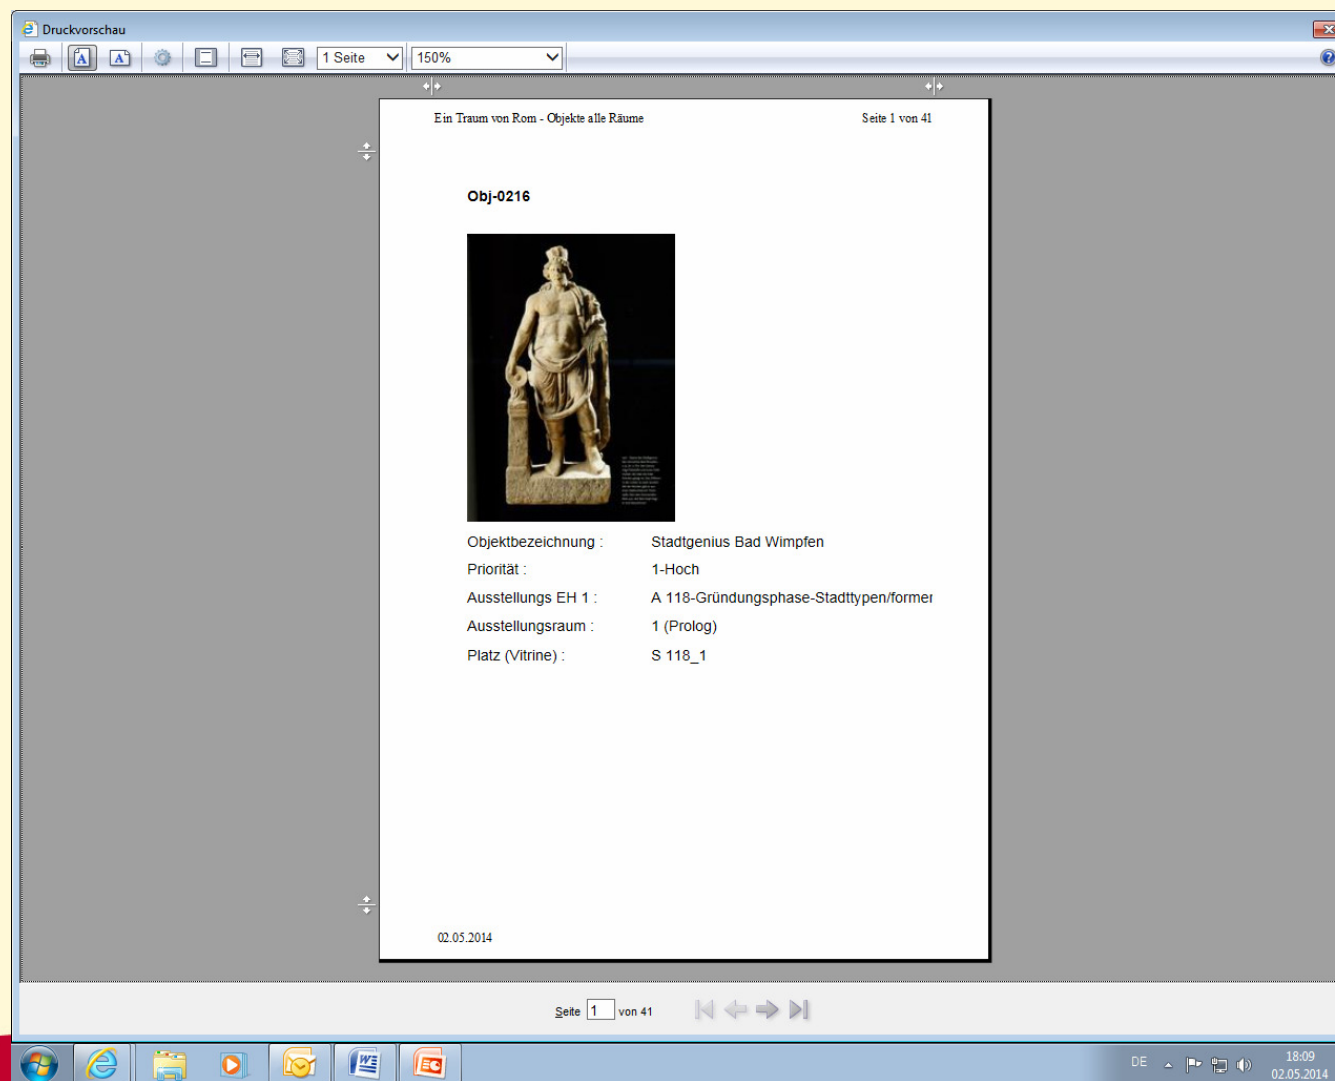 Druckvorschau
1 Seite 150%
Ein Traum von Rom - Objekte alle Räume Seite 1 von 41
Obj-0216
Objektbezeichnung : Stadtgenius Bad Wimpfen
Priorität : 1-Hoch
Ausstellungs EH 1 : A 118-Gründungsphase-Stadttypen/former
Ausstellungsraum : 1 (Prolog)
Platz (Vitrine) : S 118_1
02.05.2014
Seite 1 von 41
DE 18:09
02.05.2014